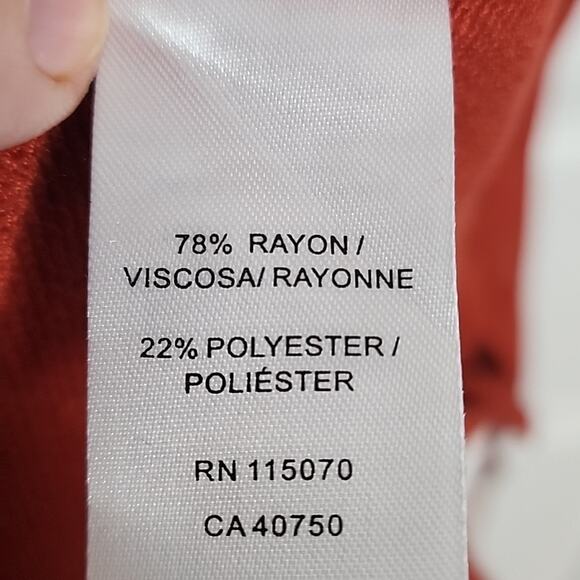 78% RAYON /
VISCOSA/ RAYONNE
22% POLYESTER /
POLIÉSTER
RN 115070
CA 40750